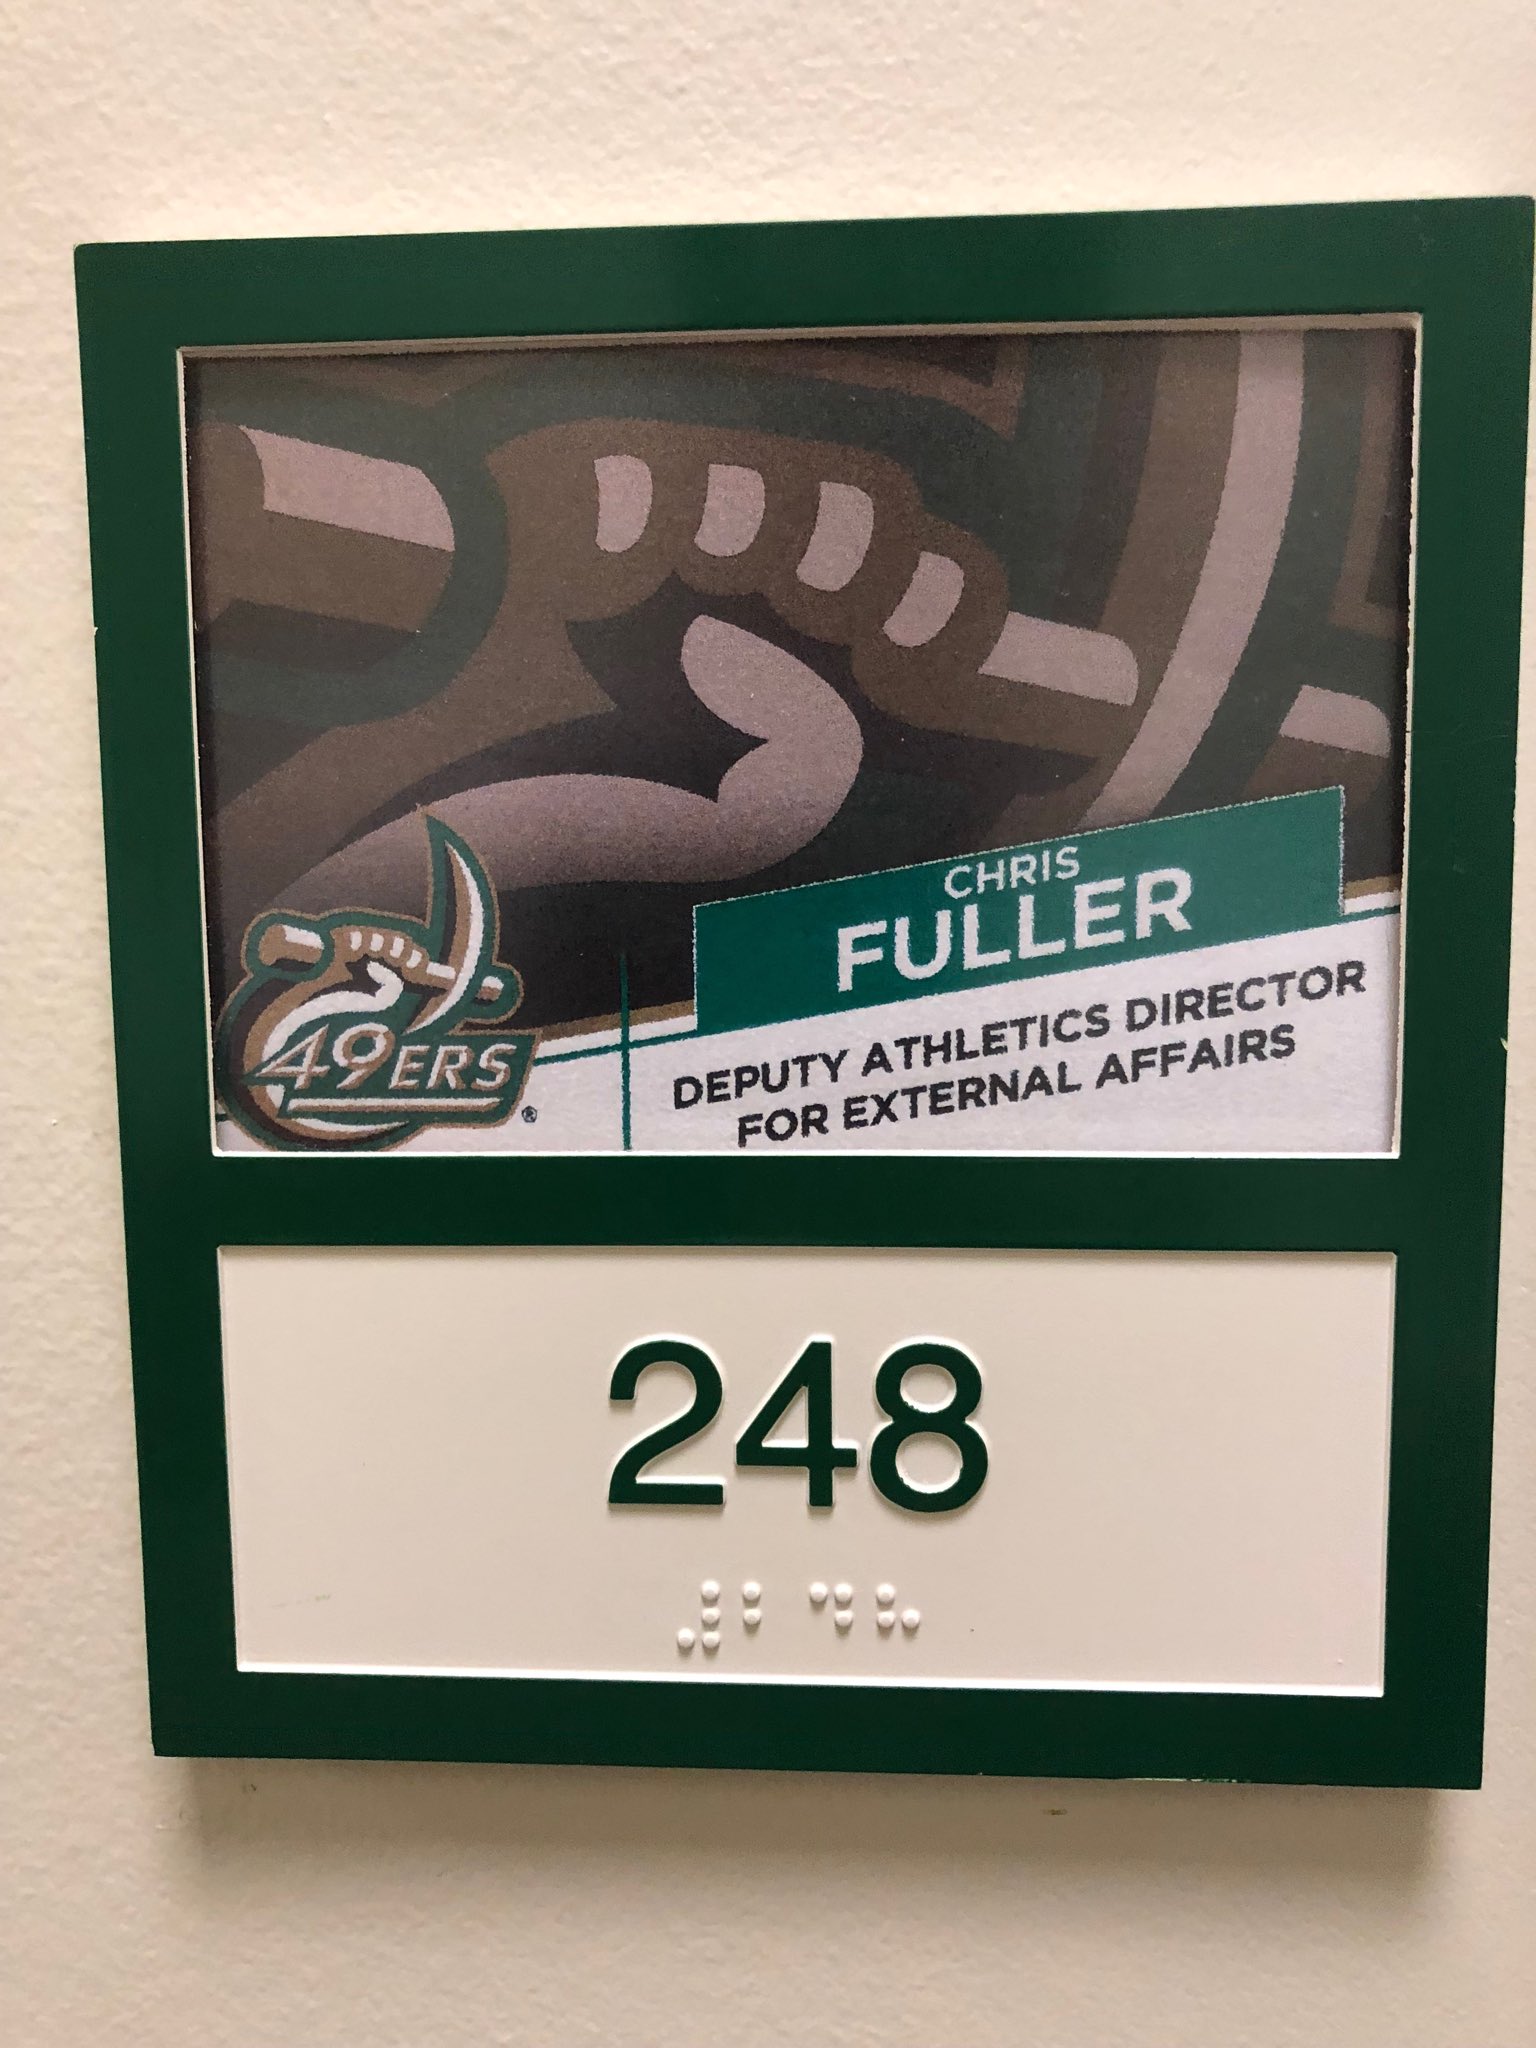 CHRIS
FULLER
DEPUTY ATHLETICS DIRECTOR
FOR EXTERNAL AFFAIRS
49ERS®
248
⠼⠃⠙⠓